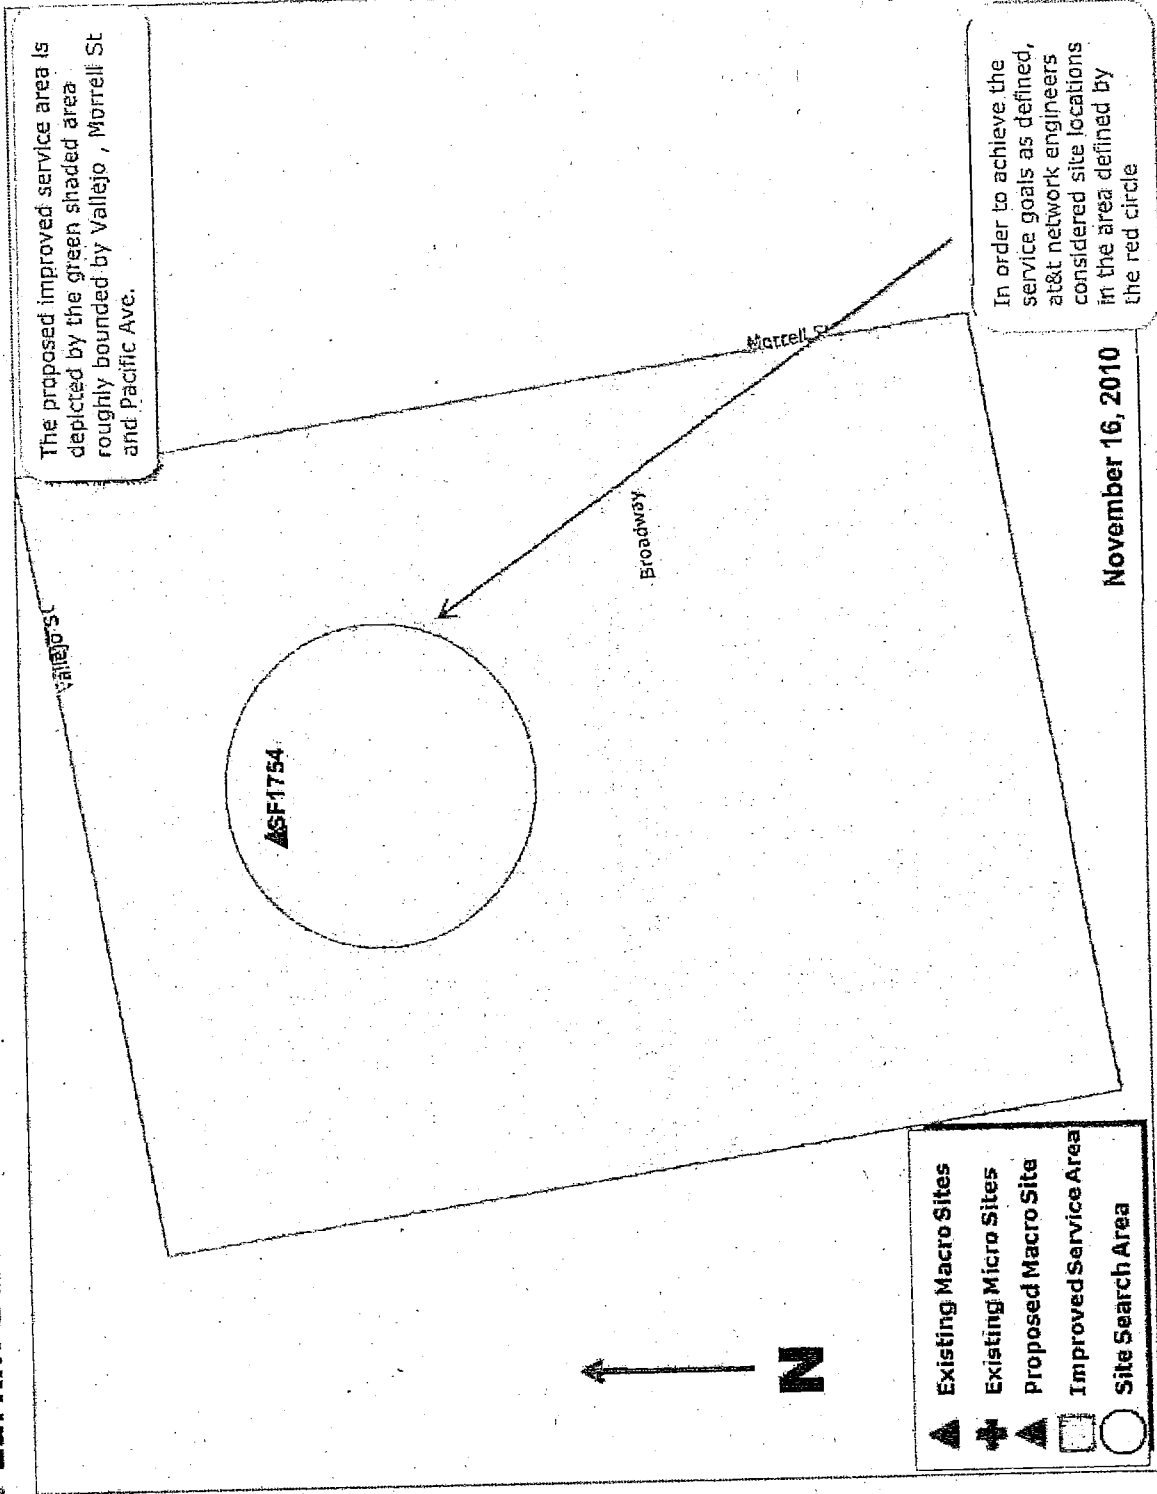 The proposed improved service area is
depicted by the green shaded area
roughly bounded by Vallejo , Morrell St
and Pacific Ave.
Vallejo St
SF1754
Broadway
Morrell St
N
In order to achieve the
service goals as defined,
at&t network engineers
considered site locations
in the area defined by
the red circle
Existing Macro Sites
Existing Micro Sites
Proposed Macro Site
Improved Service Area
Site Search Area
November 16, 2010